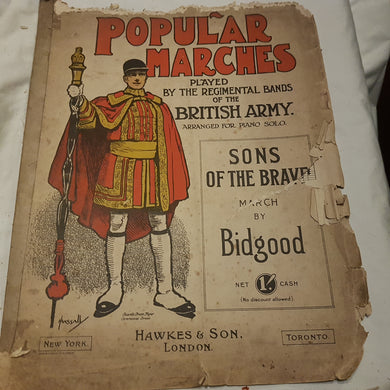 POPULAR
MARCHES
PLAYED
BY THE REGIMENTAL BANDS
OF THE
BRITISH ARMY.
ARRANGED FOR PIANO SOLO.
SONS
OF THE BRAVE
MARCH
BY
Bidgood
NET 1/- CASH
(No discount allowed)
HAWKES & SON,
LONDON.
NEW YORK.
TORONTO.